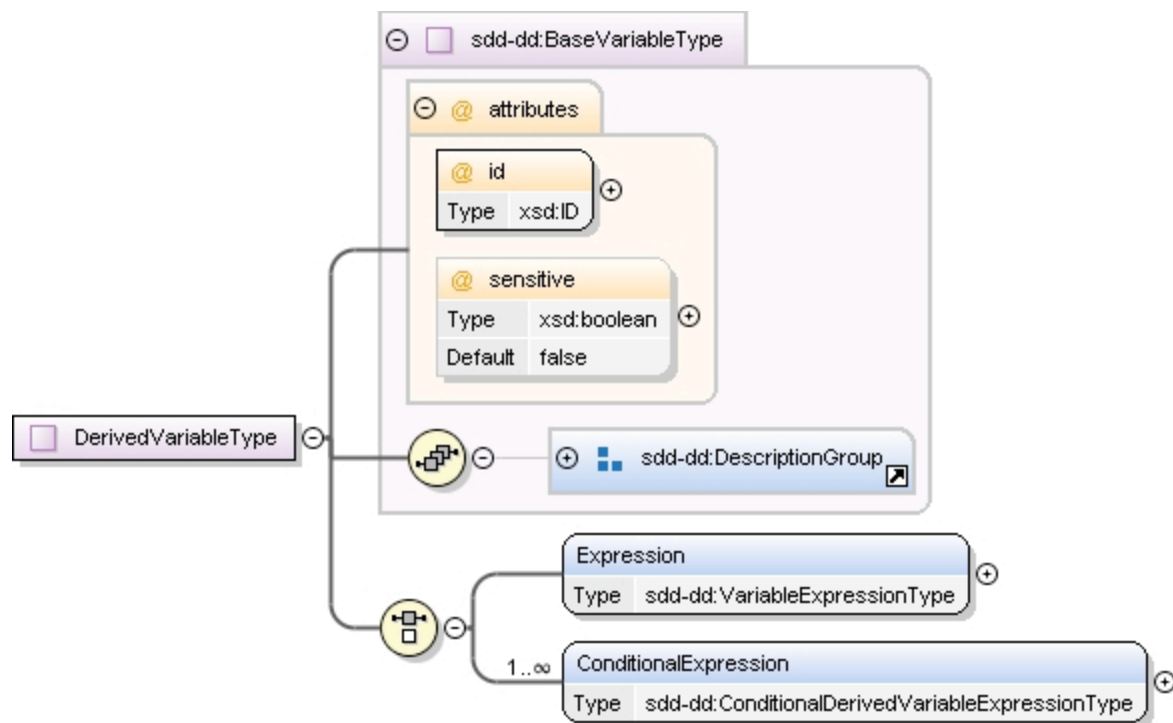 sdd-dd:BaseVariableType
@ attributes
@ id
Type xsd:ID
@ sensitive
Type xsd:boolean
Default false
DerivedVariableType
sdd-dd:DescriptionGroup
Expression
Type sdd-dd:VariableExpressionType
1..∞
ConditionalExpression
Type sdd-dd:ConditionalDerivedVariableExpressionType